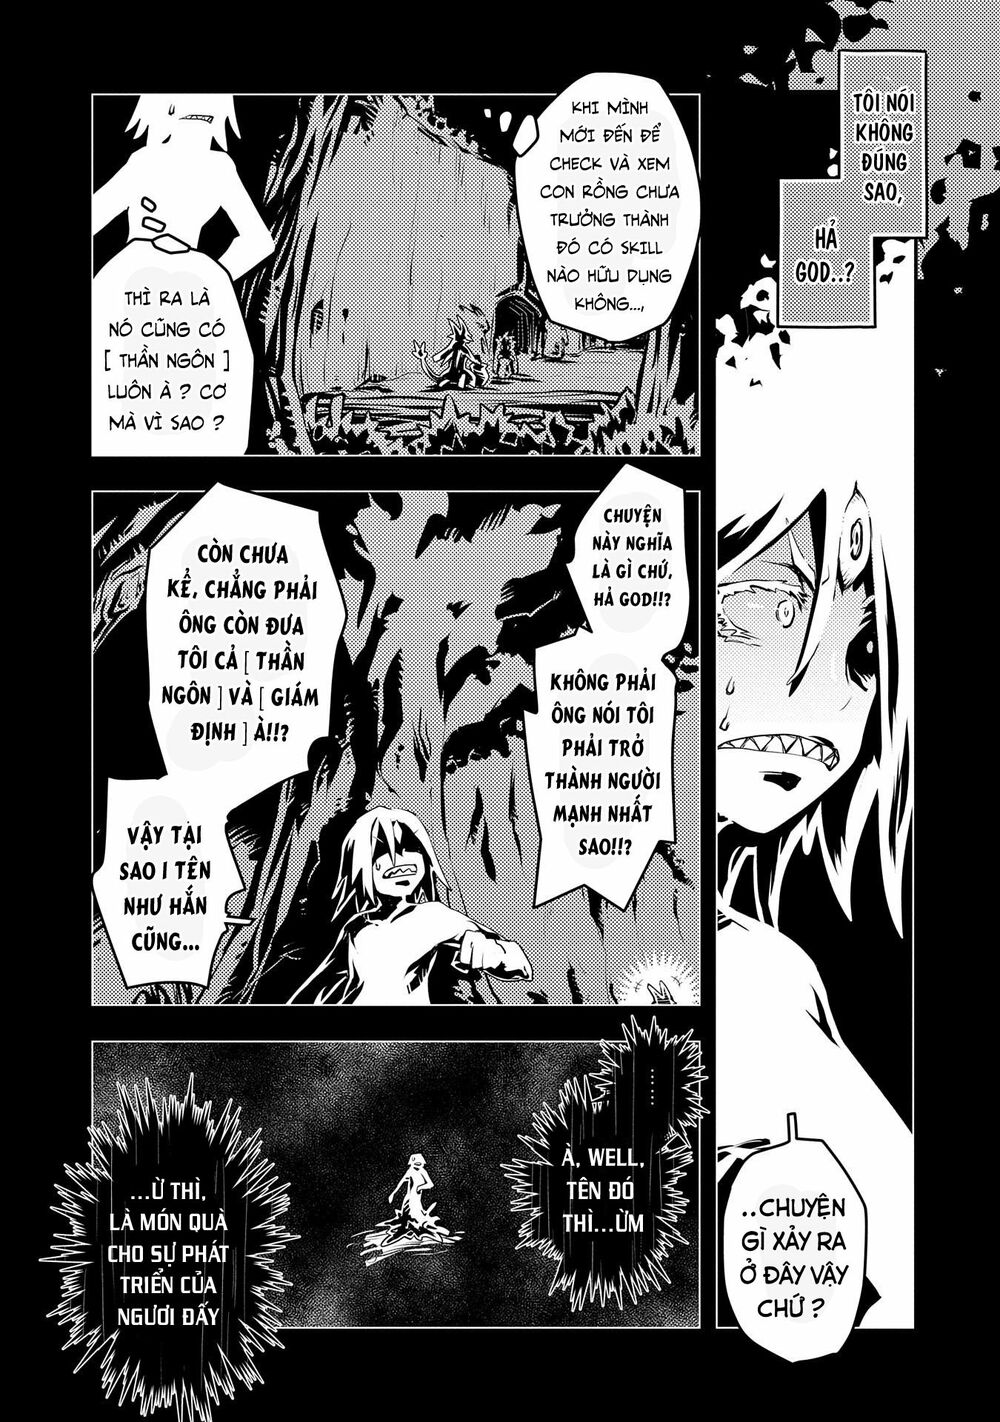 TÔI NÓI
KHÔNG
ĐÚNG
SAO,
HẢ
GOD..?
..CHUYỆN
GÌ XẢY RA
Ở ĐÂY VẬY
CHỨ ?
KHI MÌNH
MỚI ĐẾN ĐỂ
CHECK VÀ XEM
CON RỒNG CHƯA
TRƯỞNG THÀNH
ĐÓ CÓ SKILL
NÀO HỮU DỤNG
KHÔNG...,
THÌ RA LÀ
NÓ CŨNG CÓ
[ THẦN NGÔN ]
LUÔN À ? CƠ
MÀ VÌ SAO ?
CHUYỆN
NÀY NGHĨA
LÀ GÌ CHỨ,
HẢ GOD!!?
KHÔNG PHẢI
ÔNG NÓI TÔI
PHẢI TRỞ
THÀNH NGƯỜI
MẠNH NHẤT
SAO!!?
CÒN CHƯA
KỂ, CHẲNG PHẢI
ÔNG CÒN ĐƯA
TÔI CẢ [ THẦN
NGÔN ] VÀ [ GIÁM
ĐỊNH ] À!!?
VẬY TẠI
SAO 1 TÊN
NHƯ HẮN
CŨNG...
......
À, WELL,
TÊN ĐÓ
THÌ...ỪM
...Ừ THÌ,
LÀ MÓN QUÀ
CHO SỰ PHÁT
TRIỂN CỦA
NGƯƠI ĐẤY